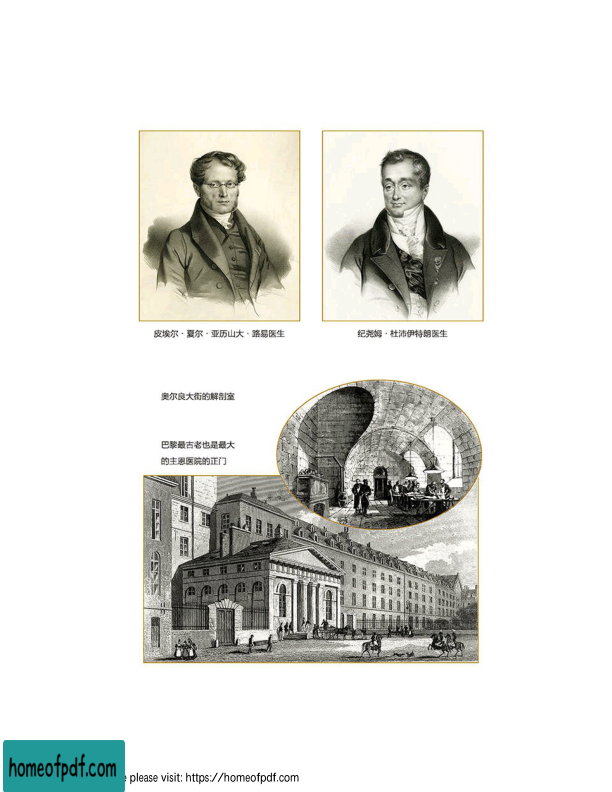 皮埃尔·夏尔·亚历山大·路易医生
纪尧姆·杜沛伊特朗医生
奥尔良大街的解剖室
巴黎最古老也是最大
的主恩医院的正门
homeofpdf.com
please visit: https://homeofpdf.com